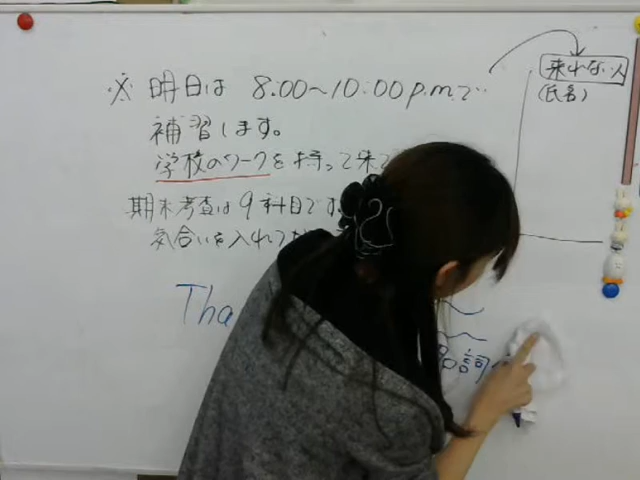 ※ 明日は 8:00~10:00 p.m.で
補習します。
学校のワークを持って来て
期末考査は9科目です
気合いを入れて
Tha
来れない人
(氏名)
名詞